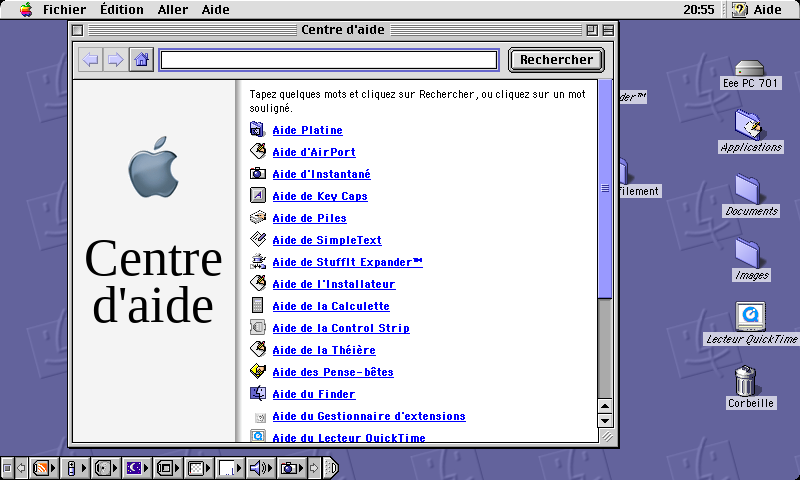 Fichier Édition Aller Aide 20:55 Aide
Centre d'aide
Rechercher
Tapez quelques mots et cliquez sur Rechercher, ou cliquez sur un mot
souligné.
Aide Platine
Aide d'AirPort
Aide d'Instantané
Aide de Key Caps
Aide de Piles
Aide de SimpleText
Aide de StuffIt Expander™
Aide de l'Installateur
Aide de la Calculette
Aide de la Control Strip
Aide de la Théière
Aide des Pense-bêtes
Aide du Finder
Aide du Gestionnaire d'extensions
Aide du Lecteur QuickTime
Centre
d'aide
der™
filement
Eee PC 701
Applications
Documents
Images
Lecteur QuickTime
Corbeille